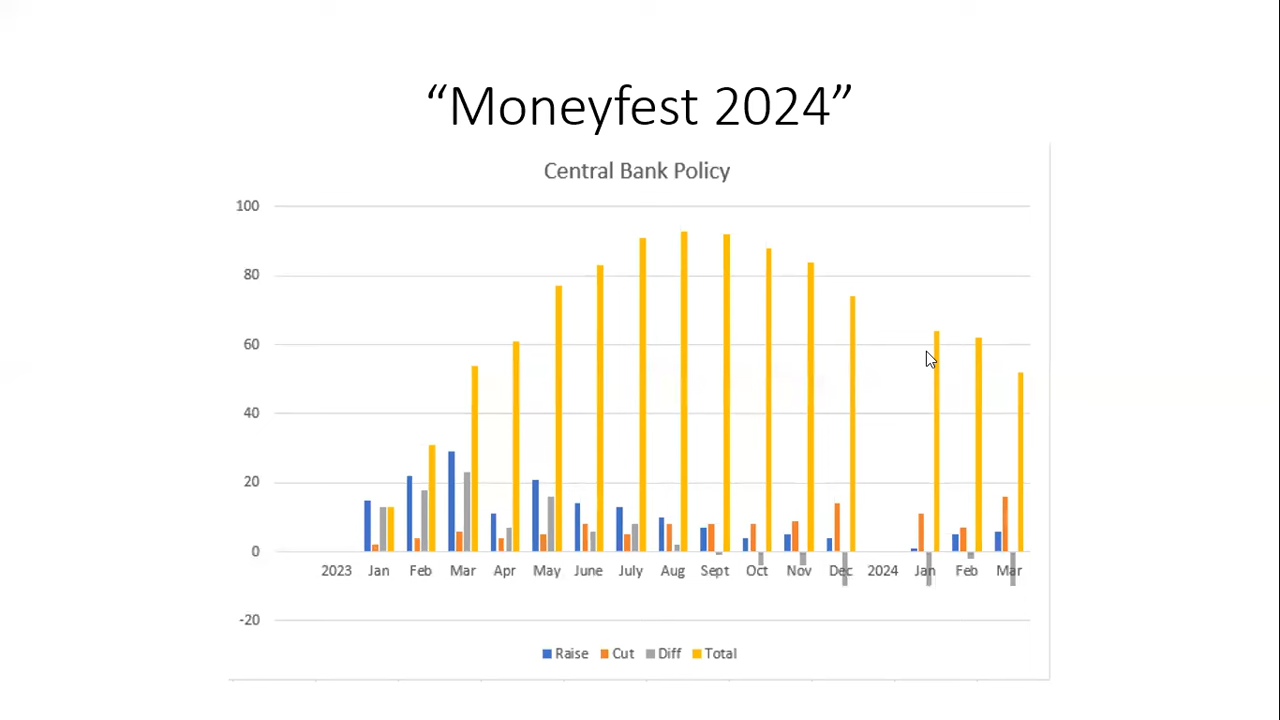 “Moneyfest 2024”
Central Bank Policy
100
80
60
40
20
0
2023 Jan Feb Mar Apr May June July Aug Sept Oct Nov Dec 2024 Jan Feb Mar
-20
Raise Cut Diff Total